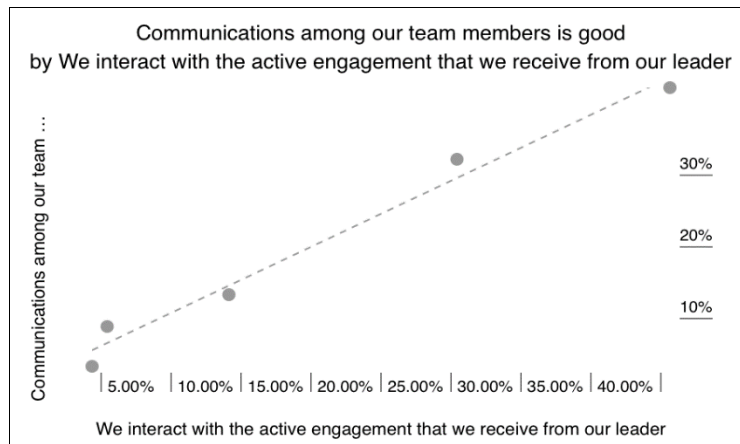 Communications among our team members is good
by We interact with the active engagement that we receive from our leader
Communications among our team ...
30%
20%
10%
5.00% 10.00% 15.00% 20.00% 25.00% 30.00% 35.00% 40.00%
We interact with the active engagement that we receive from our leader